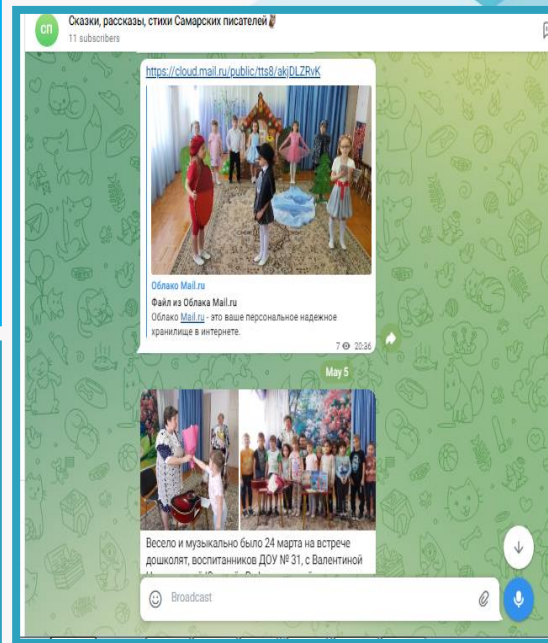 СП
Сказки, рассказы, стихи Самарских писателей
11 subscribers
https://cloud.mail.ru/public/tts8/akjDLZRvK
Облако Mail.ru
Файл из Облака Mail.ru
Облако Mail.ru - это ваше персональное надежное
хранилище в интернете.
7 20:36
May 5
Весело и музыкально было 24 марта на встрече
дошколят, воспитанников ДОУ № 31, с Валентиной
Broadcast